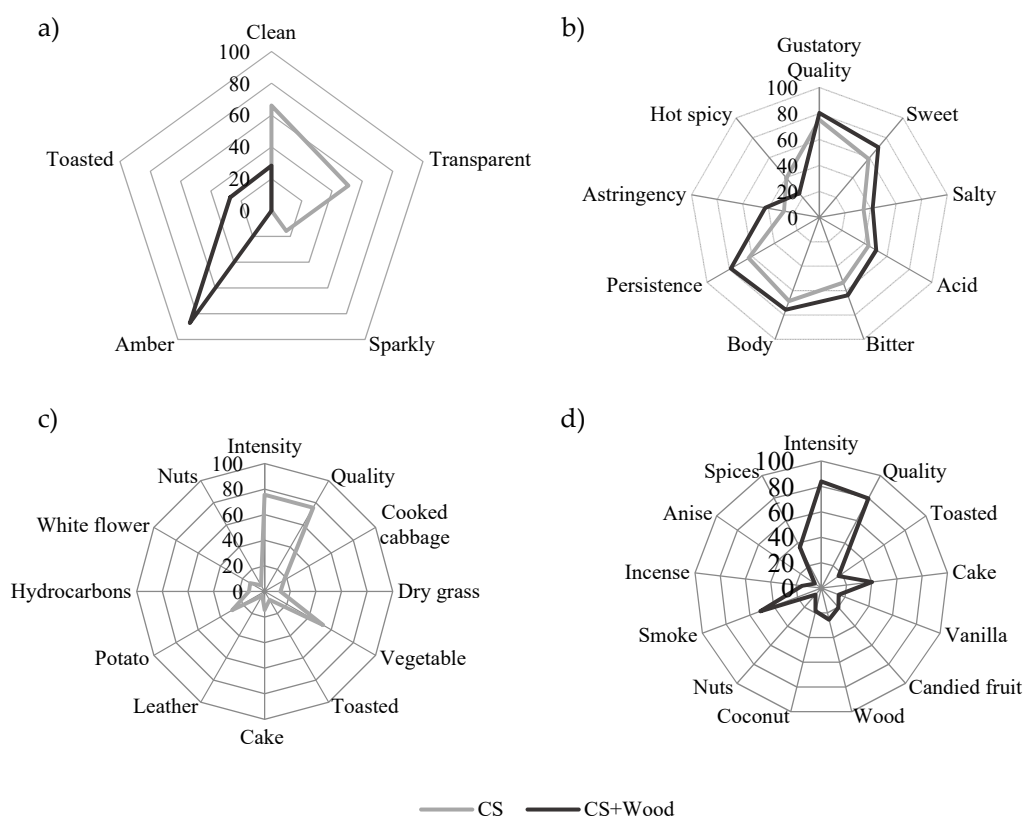 a)
Clean
100
80
60
40
20
0
Toasted
Transparent
Amber
Sparkly
b)
Gustatory
Quality
100
80
60
40
20
0
Hot spicy
Sweet
Astringency
Salty
Persistence
Acid
Body
Bitter
c)
Intensity
100
80
60
40
20
0
Nuts
Quality
White flower
Cooked
cabbage
Hydrocarbons
Dry grass
Potato
Vegetable
Leather
Toasted
Cake
d)
Intensity
100
80
60
40
20
0
Spices
Quality
Anise
Toasted
Incense
Cake
Smoke
Vanilla
Nuts
Candied fruit
Coconut
Wood
CS
CS+Wood